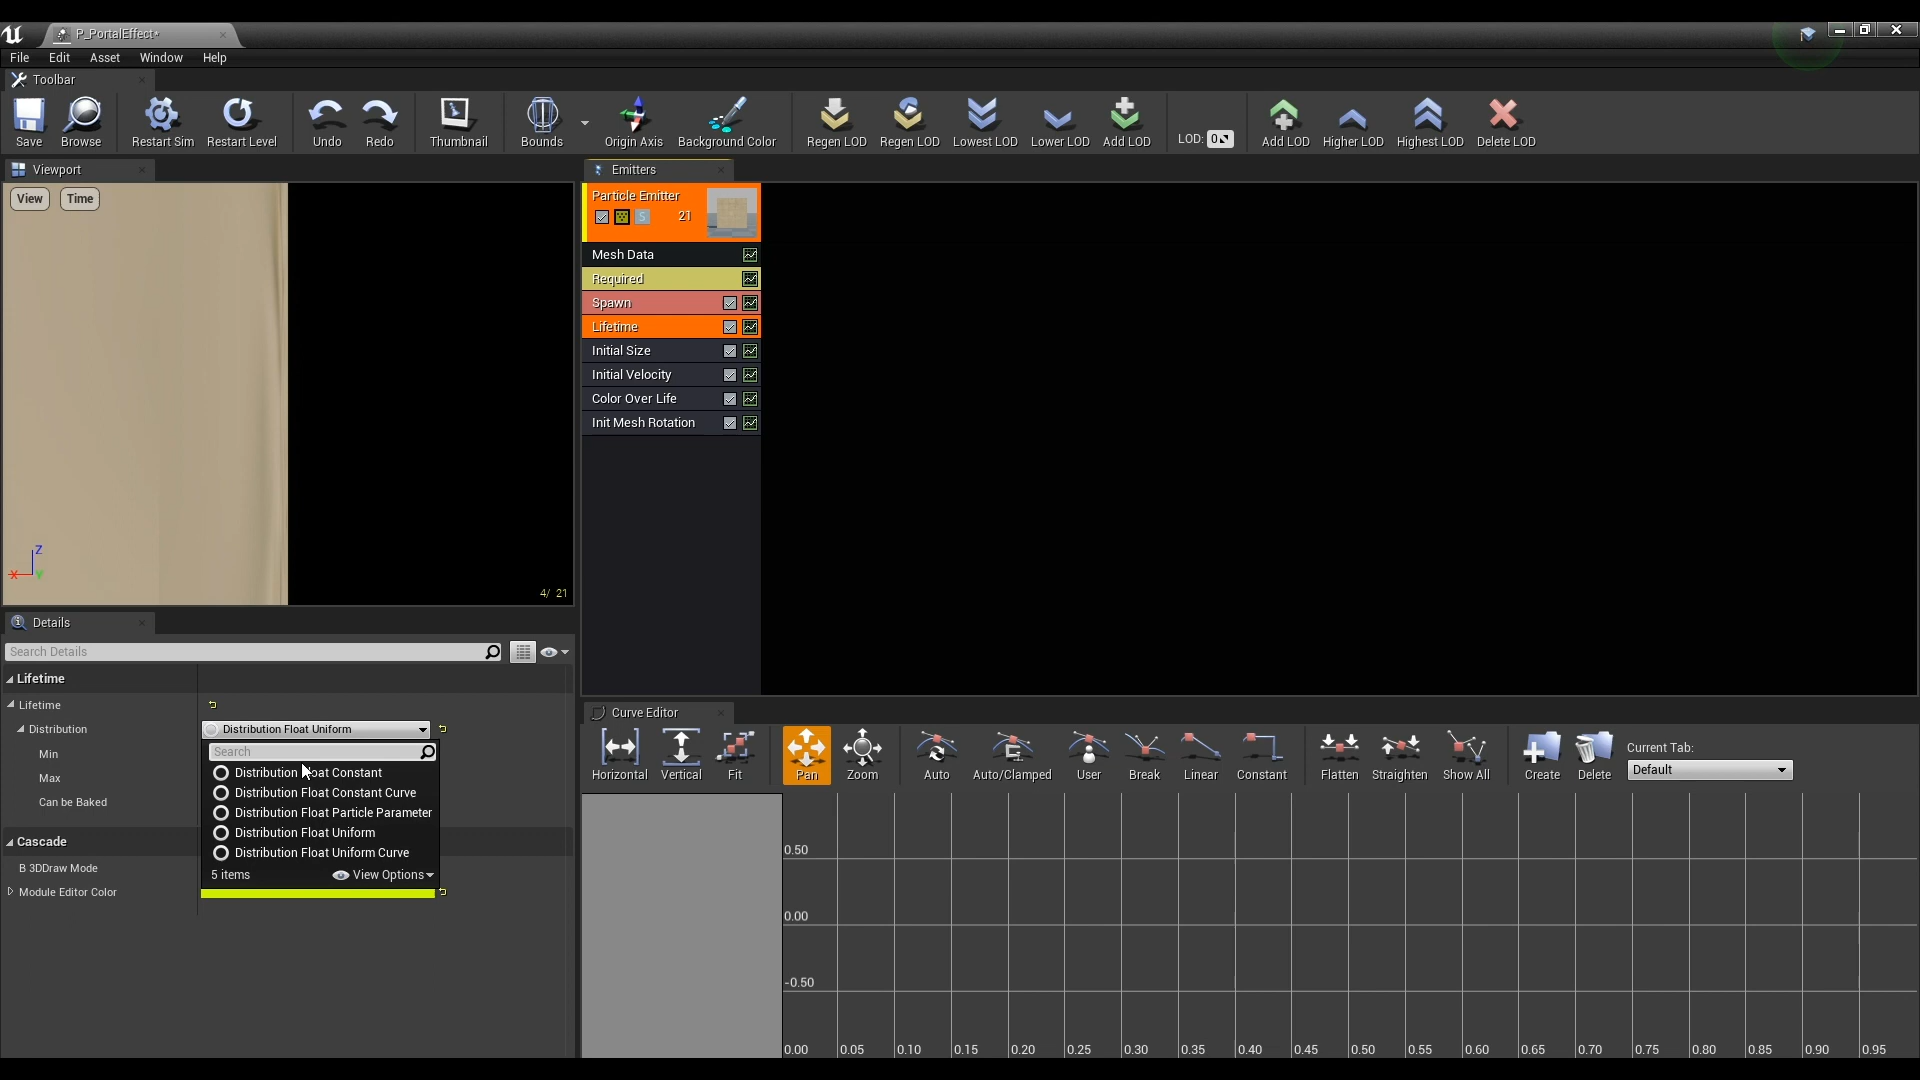 P_PortalEffect*
File Edit Asset Window Help
Toolbar
Save Browse Restart Sim Restart Level Undo Redo Thumbnail Bounds Origin Axis Background Color Regen LOD Regen LOD Lowest LOD Lower LOD Add LOD LOD: 0 Add LOD Higher LOD Highest LOD Delete LOD
Viewport
View Time
Z
X Y
4/ 21
Emitters
Particle Emitter
S 21
Mesh Data
Required
Spawn
Lifetime
Initial Size
Initial Velocity
Color Over Life
Init Mesh Rotation
Details
Search Details
Lifetime
Lifetime
Distribution Distribution Float Uniform
Min
Max
Can be Baked
Search
Distribution Float Constant
Distribution Float Constant Curve
Distribution Float Particle Parameter
Distribution Float Uniform
Distribution Float Uniform Curve
5 items View Options
Cascade
B 3DDraw Mode
Module Editor Color
Curve Editor
Horizontal Vertical Fit Pan Zoom Auto Auto/Clamped User Break Linear Constant Flatten Straighten Show All Create Delete
Current Tab:
Default
0.50
0.00
-0.50
0.00 0.05 0.10 0.15 0.20 0.25 0.30 0.35 0.40 0.45 0.50 0.55 0.60 0.65 0.70 0.75 0.80 0.85 0.90 0.95